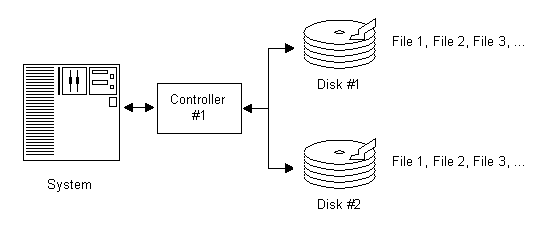 File 1, File 2, File 3, ...
Disk #1
Controller
#1
System
File 1, File 2, File 3, ...
Disk #2